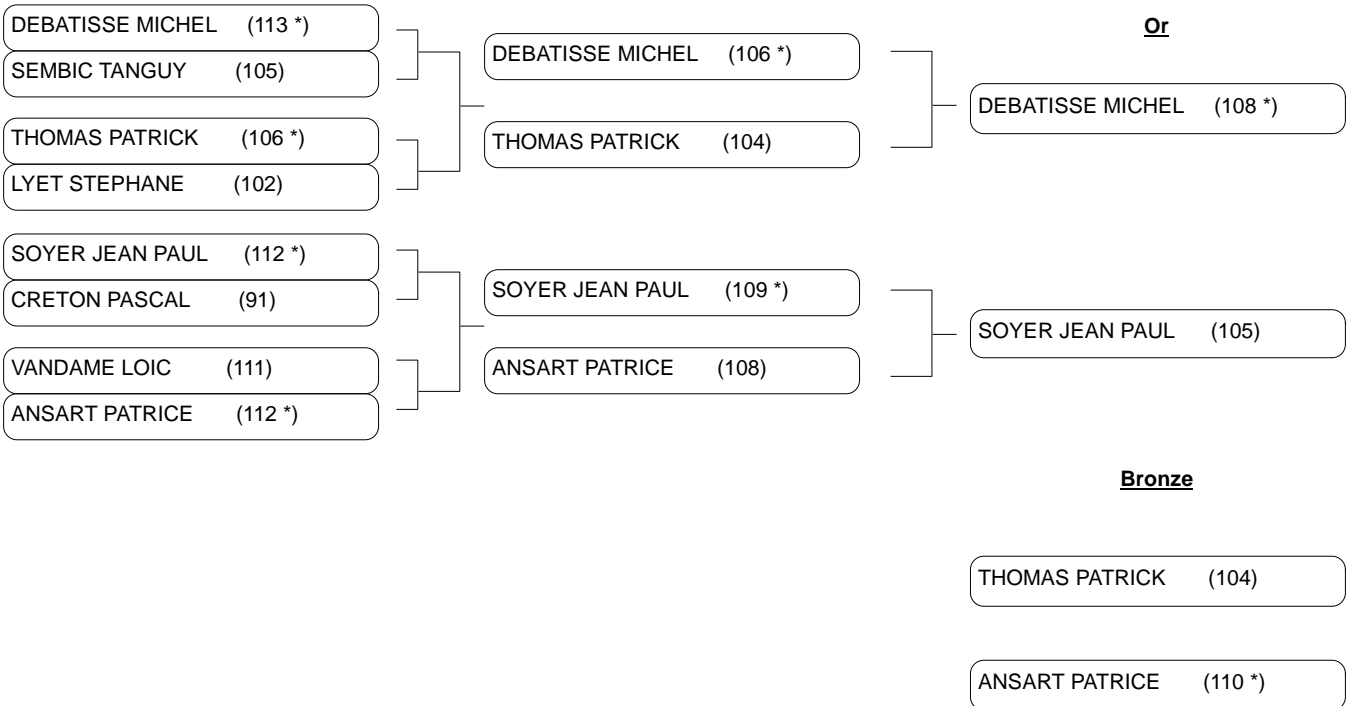 DEBATISSE MICHEL (113 *)
SEMBIC TANGUY (105)
THOMAS PATRICK (106 *)
LYET STEPHANE (102)
SOYER JEAN PAUL (112 *)
CRETON PASCAL (91)
VANDAME LOIC (111)
ANSART PATRICE (112 *)
DEBATISSE MICHEL (106 *)
THOMAS PATRICK (104)
SOYER JEAN PAUL (109 *)
ANSART PATRICE (108)
Or
DEBATISSE MICHEL (108 *)
SOYER JEAN PAUL (105)
Bronze
THOMAS PATRICK (104)
ANSART PATRICE (110 *)